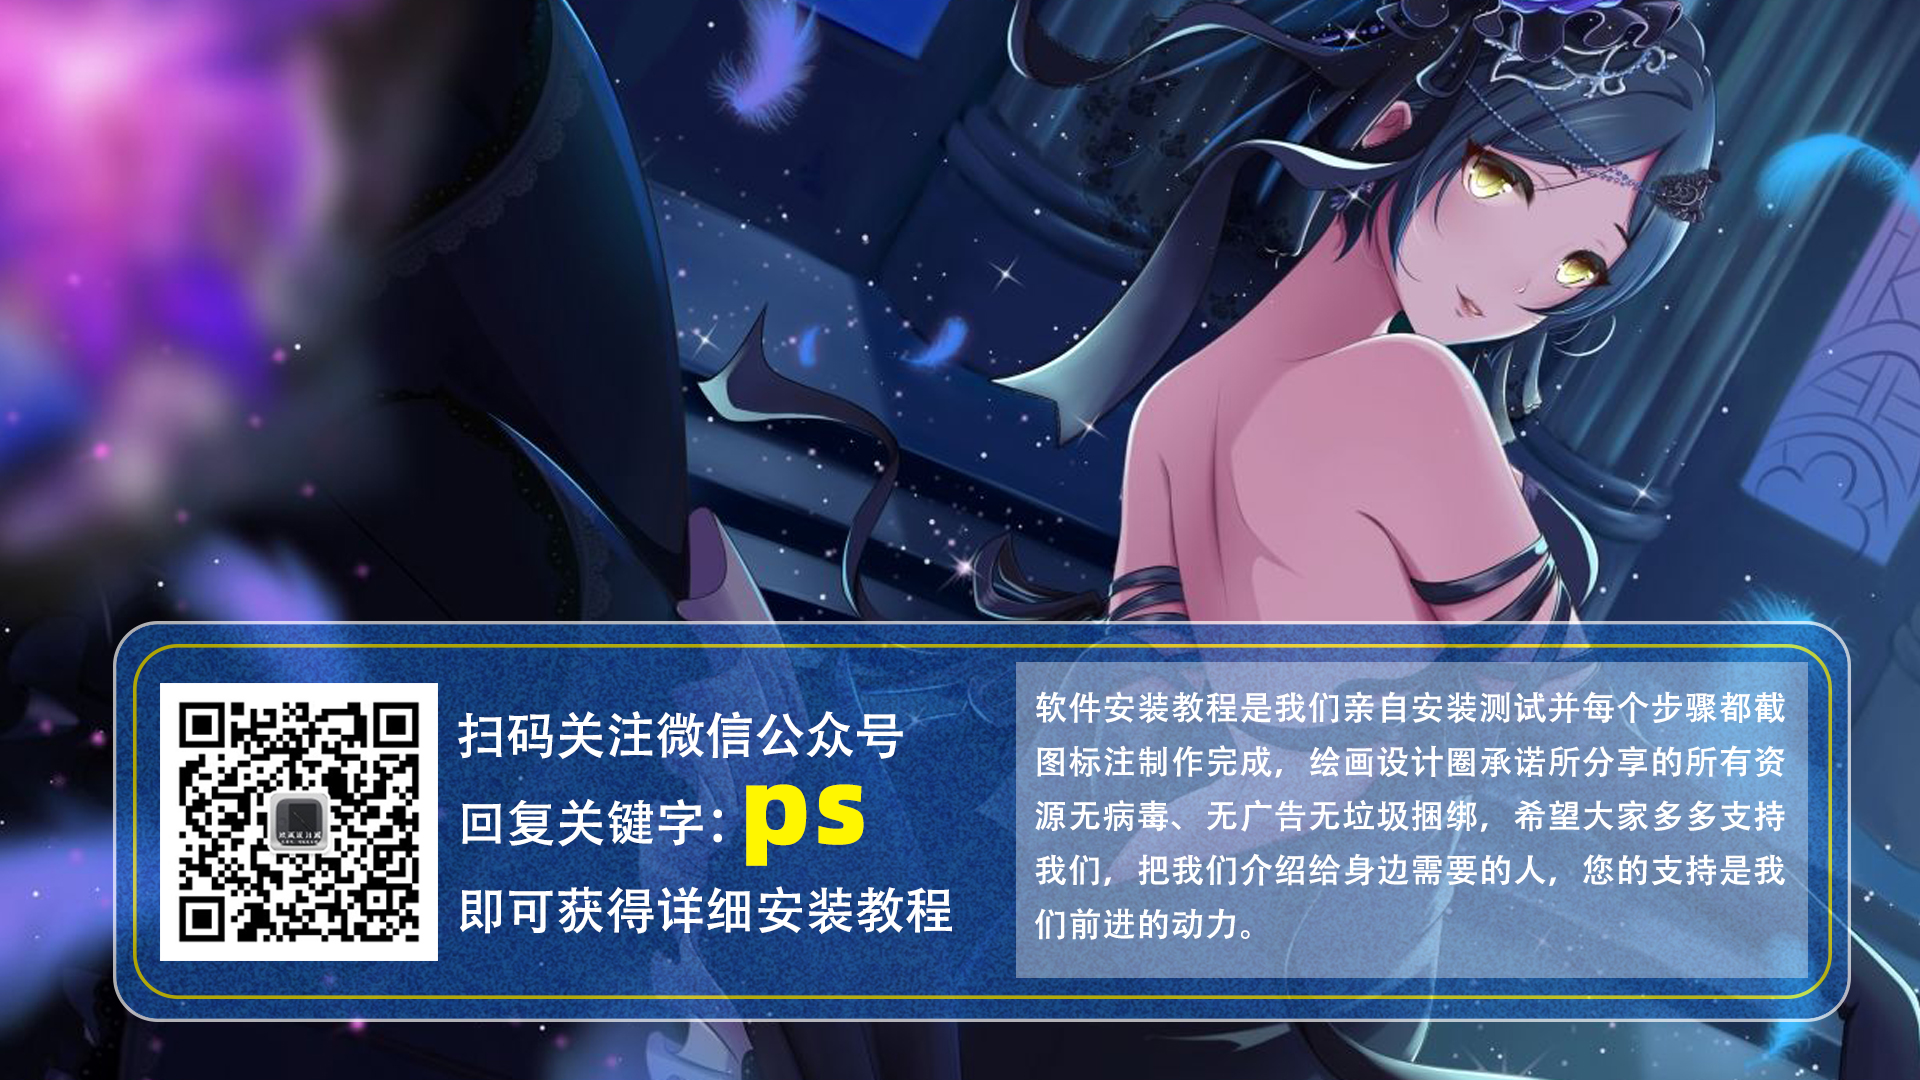 扫码关注微信公众号
回复关键字：ps
即可获得详细安装教程
软件安装教程是我们亲自安装测试并每个步骤都截
图标注制作完成，绘画设计圈承诺所分享的所有资
源无病毒、无广告无垃圾捆绑，希望大家多多支持
我们，把我们介绍给身边需要的人，您的支持是我
们前进的动力。